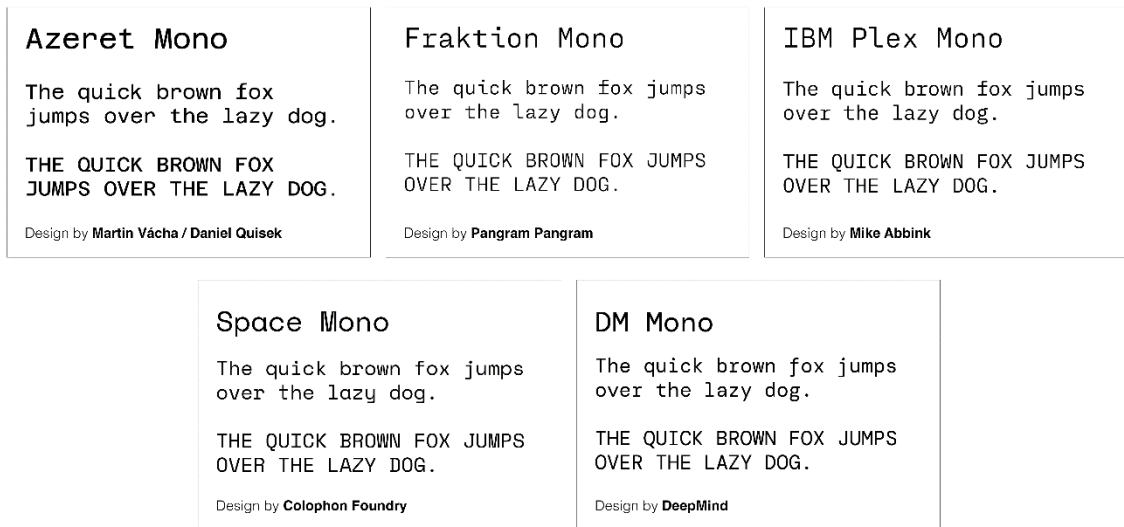 Azeret Mono
The quick brown fox
jumps over the lazy dog.
THE QUICK BROWN FOX
JUMPS OVER THE LAZY DOG.
Design by Martin Vácha / Daniel Quisek
Fraktion Mono
The quick brown fox jumps
over the lazy dog.
THE QUICK BROWN FOX JUMPS
OVER THE LAZY DOG.
Design by Pangram Pangram
IBM Plex Mono
The quick brown fox jumps
over the lazy dog.
THE QUICK BROWN FOX JUMPS
OVER THE LAZY DOG.
Design by Mike Abbink
Space Mono
The quick brown fox jumps
over the lazy dog.
THE QUICK BROWN FOX JUMPS
OVER THE LAZY DOG.
Design by Colophon Foundry
DM Mono
The quick brown fox jumps
over the lazy dog.
THE QUICK BROWN FOX JUMPS
OVER THE LAZY DOG.
Design by DeepMind